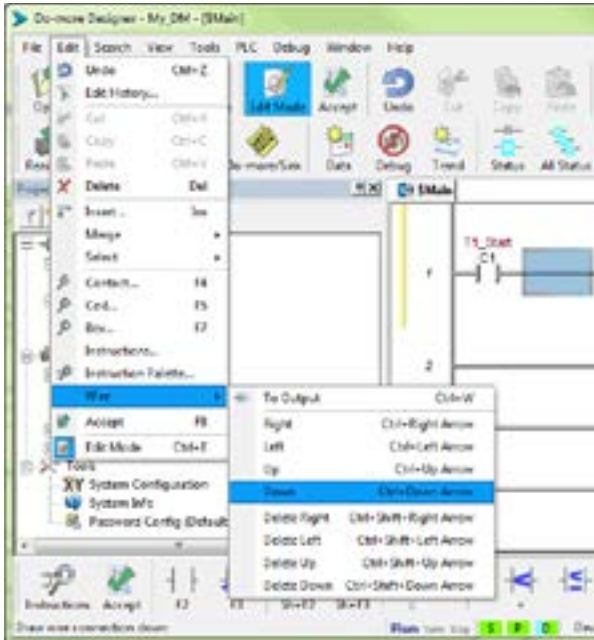 Do-more Designer - My_DM - [$Main]
File Edit Search View Tools PLC Debug Window Help
Undo Ctrl+Z
Edit History...
Cut Ctrl+X
Copy Ctrl+C
Paste Ctrl+V
Delete Del
Insert... Ins
Merge
Select
Contact... F4
Coil... F5
Box... F7
Instructions...
Instruction Palette...
Wire
Accept F8
Edit Mode Ctrl+E
Edit Mode Accept Undo Cut Copy Paste
Do-more/Sim Data Debug Trend Status All Status
$Main
T1_Start
C1
1
2
To Output Ctrl+W
Right Ctrl+Right Arrow
Left Ctrl+Left Arrow
Up Ctrl+Up Arrow
Down Ctrl+Down Arrow
Delete Right Ctrl+Shift+Right Arrow
Delete Left Ctrl+Shift+Left Arrow
Delete Up Ctrl+Shift+Up Arrow
Delete Down Ctrl+Shift+Down Arrow
Tools
System Configuration
System Info
Password Config (Default
Instructions Accept F2 F3 Sh+F2 Sh+F3
Draw wire connection down Run S P D